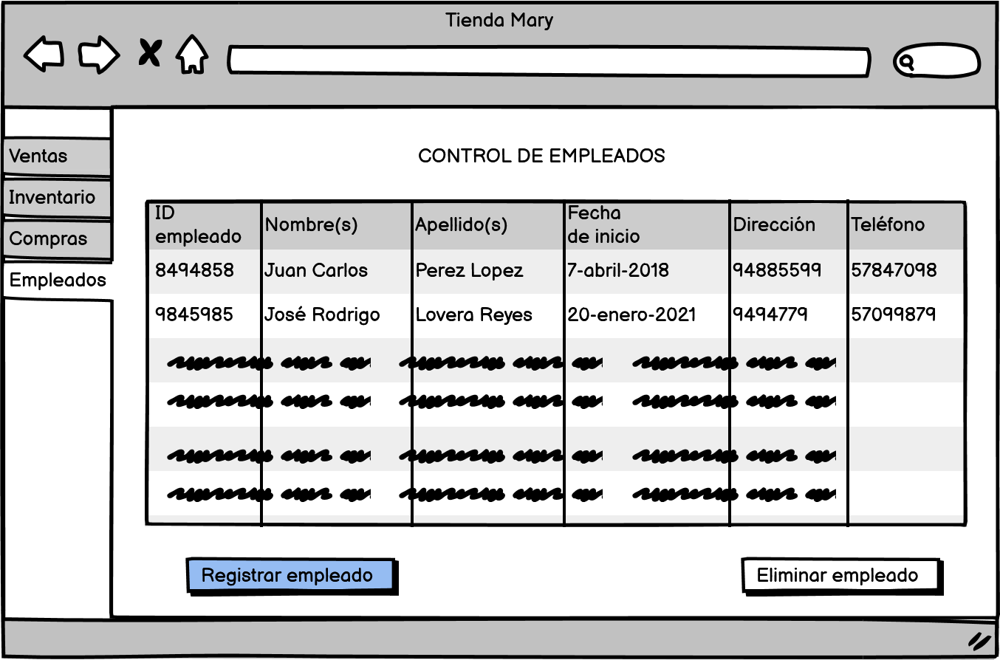 Tienda Mary
Ventas
Inventario
Compras
Empleados
CONTROL DE EMPLEADOS
ID empleado Nombre(s) Apellido(s) Fecha de inicio Dirección Teléfono
8494858 Juan Carlos Perez Lopez 7-abril-2018 94885599 57847098
9845985 José Rodrigo Lovera Reyes 20-enero-2021 9494779 57099879
Registrar empleado Eliminar empleado